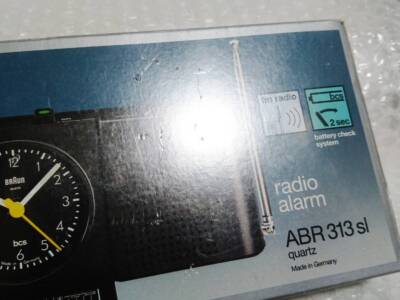 fm radio
bcs
2 sec
battery check
system
radio
alarm
ABR 313 sl
quartz
Made in Germany
12
1
2
3
4
5
6
BRAUN
quartz
bcs